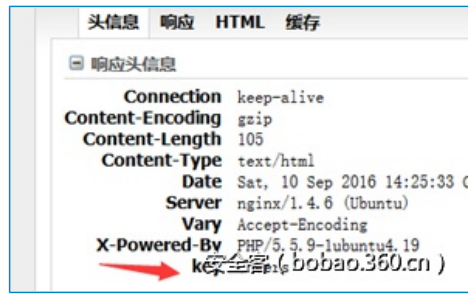 头信息 响应 HTML 缓存
响应头信息
Connection keep-alive
Content-Encoding gzip
Content-Length 105
Content-Type text/html
Date Sat, 10 Sep 2016 14:25:33
Server nginx/1.4.6 (Ubuntu)
Vary Accept-Encoding
X-Powered-By PHP/5.5.9-1ubuntu4.19
key
安全客 ( bobao.360.cn )